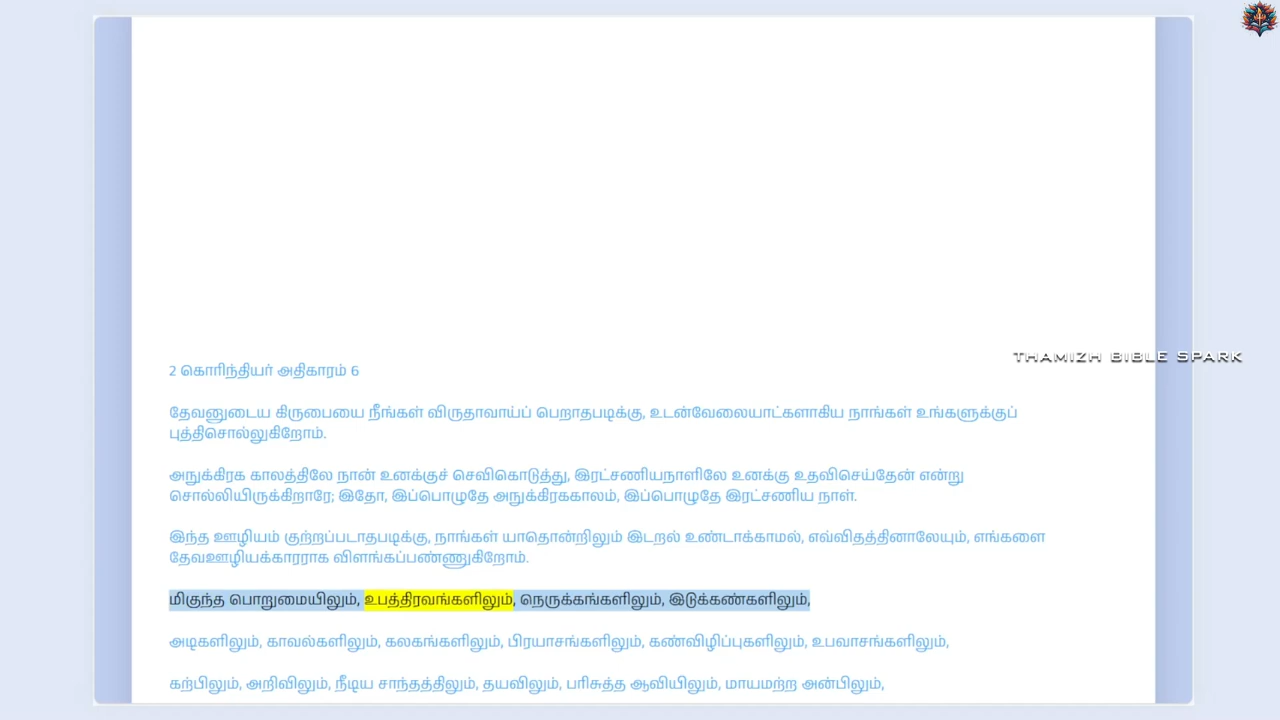 2 கொரிந்தியர் அதிகாரம் 6
THAMIZH BIBLE SPARK
தேவனுடைய கிருபையை நீங்கள் விருதாவாய்ப் பெறாதபடிக்கு, உடன்வேலையாட்களாகிய நாங்கள் உங்களுக்குப்
புத்திசொல்லுகிறோம்.
அநுக்கிரக காலத்திலே நான் உனக்குச் செவிகொடுத்து, இரட்சணியநாளிலே உனக்கு உதவிசெய்தேன் என்று
சொல்லியிருக்கிறாரே; இதோ, இப்பொழுதே அநுக்கிரககாலம், இப்பொழுதே இரட்சணிய நாள்.
இந்த ஊழியம் குற்றப்படாதபடிக்கு, நாங்கள் யாதொன்றிலும் இடறல் உண்டாக்காமல், எவ்விதத்தினாலேயும், எங்களை
தேவஊழியக்காரராக விளங்கப்பண்ணுகிறோம்.
மிகுந்த பொறுமையிலும், உபத்திரவங்களிலும், நெருக்கங்களிலும், இடுக்கண்களிலும்,
அடிகளிலும், காவல்களிலும், கலகங்களிலும், பிரயாசங்களிலும், கண்விழிப்புகளிலும், உபவாசங்களிலும்,
கற்பிலும், அறிவிலும், நீடிய சாந்தத்திலும், தயவிலும், பரிசுத்த ஆவியிலும், மாயமற்ற அன்பிலும்,